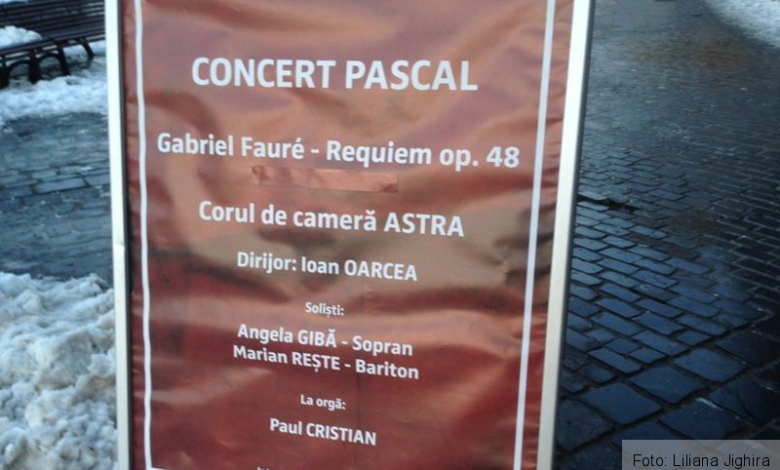 CONCERT PASCAL
Gabriel Fauré - Requiem op. 48
Corul de cameră ASTRA
Dirijor: Ioan OARCEA
Soliști:
Angela GIBĂ - Sopran
Marian REȘTE - Bariton
La orgă:
Paul CRISTIAN
Foto: Liliana Jighira